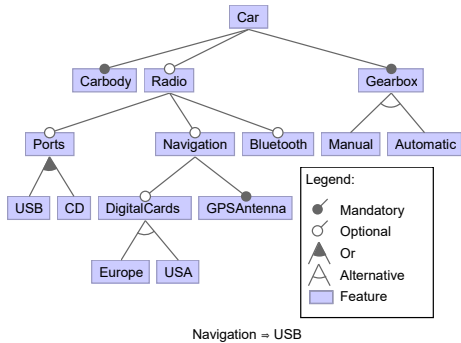 Car
Carbody Radio Gearbox
Ports Navigation Bluetooth Manual Automatic
USB CD DigitalCards GPSAntenna
Europe USA
Legend:
Mandatory
Optional
Or
Alternative
Feature
Navigation ⇒ USB